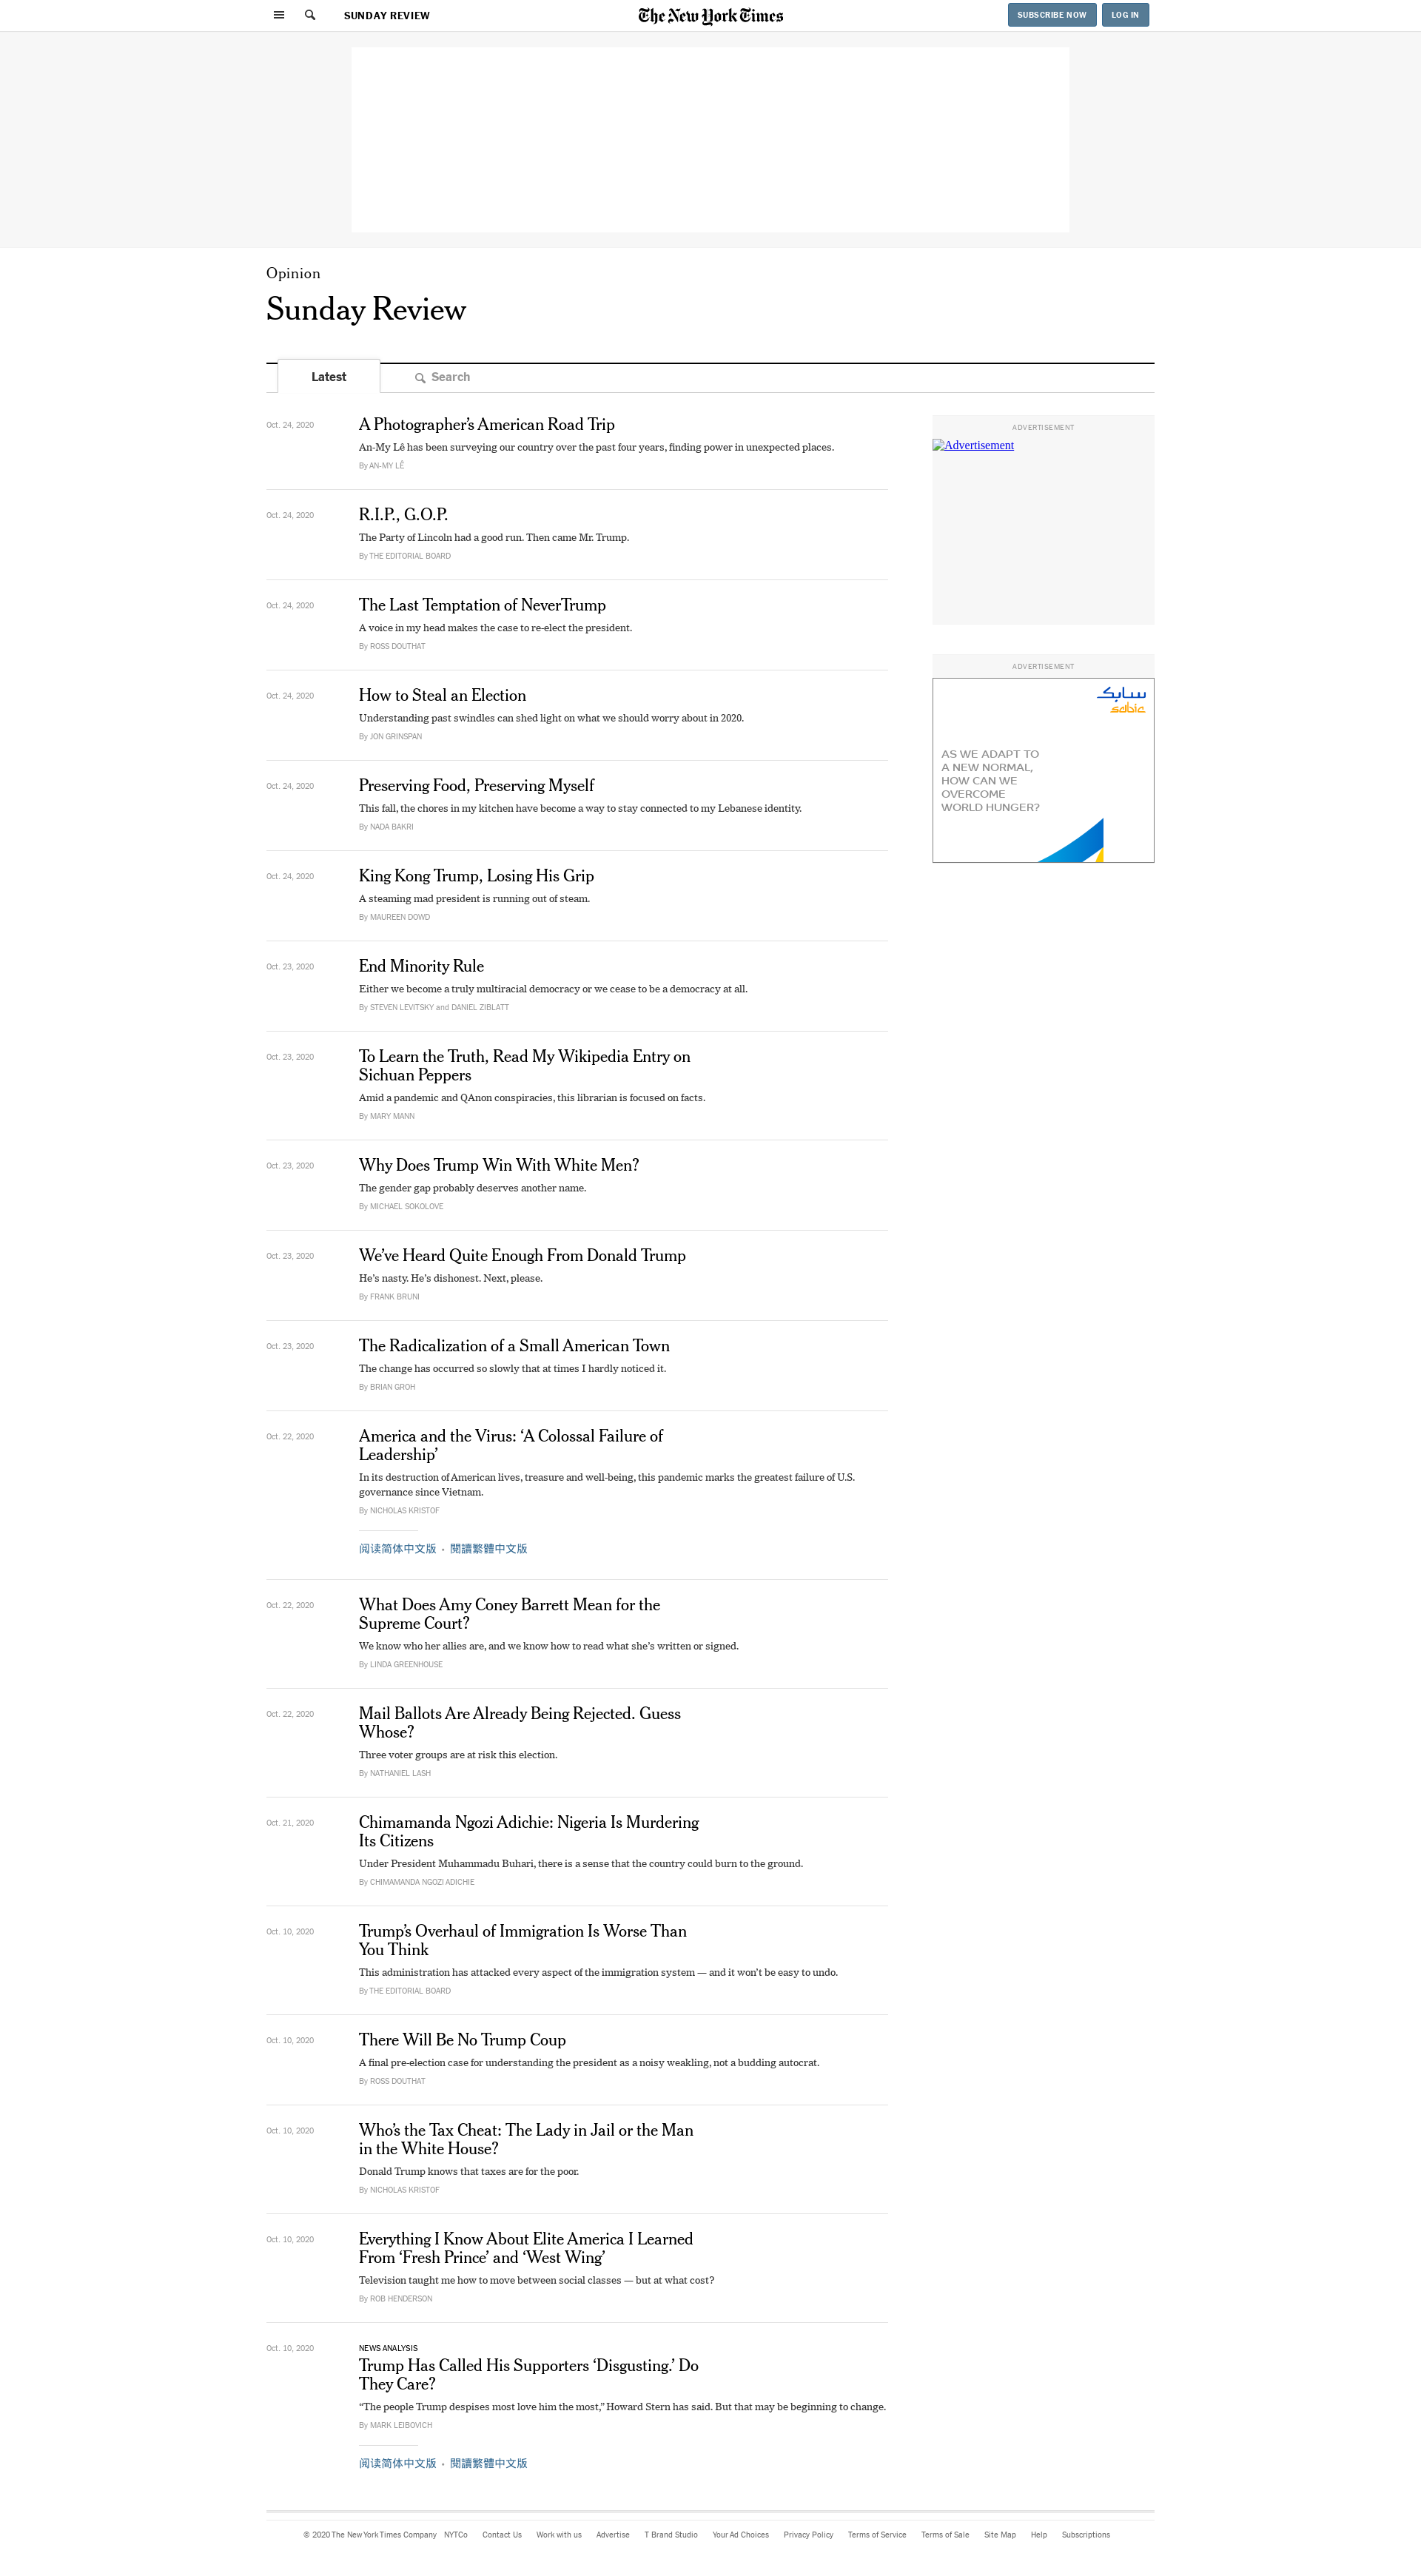 SUNDAY REVIEW
The New York Times
SUBSCRIBE NOW
LOG IN
Opinion
Sunday Review
Latest
Search
Oct. 24, 2020
A Photographer’s American Road Trip
An-My Lê has been surveying our country over the past four years, finding power in unexpected places.
By AN-MY LÊ
Oct. 24, 2020
R.I.P., G.O.P.
The Party of Lincoln had a good run. Then came Mr. Trump.
By THE EDITORIAL BOARD
Oct. 24, 2020
The Last Temptation of NeverTrump
A voice in my head makes the case to re-elect the president.
By ROSS DOUTHAT
Oct. 24, 2020
How to Steal an Election
Understanding past swindles can shed light on what we should worry about in 2020.
By JON GRINSPAN
Oct. 24, 2020
Preserving Food, Preserving Myself
This fall, the chores in my kitchen have become a way to stay connected to my Lebanese identity.
By NADA BAKRI
Oct. 24, 2020
King Kong Trump, Losing His Grip
A steaming mad president is running out of steam.
By MAUREEN DOWD
Oct. 23, 2020
End Minority Rule
Either we become a truly multiracial democracy or we cease to be a democracy at all.
By STEVEN LEVITSKY and DANIEL ZIBLATT
Oct. 23, 2020
To Learn the Truth, Read My Wikipedia Entry on
Sichuan Peppers
Amid a pandemic and QAnon conspiracies, this librarian is focused on facts.
By MARY MANN
Oct. 23, 2020
Why Does Trump Win With White Men?
The gender gap probably deserves another name.
By MICHAEL SOKOLOVE
Oct. 23, 2020
We’ve Heard Quite Enough From Donald Trump
He’s nasty. He’s dishonest. Next, please.
By FRANK BRUNI
Oct. 23, 2020
The Radicalization of a Small American Town
The change has occurred so slowly that at times I hardly noticed it.
By BRIAN GROH
Oct. 22, 2020
America and the Virus: ‘A Colossal Failure of
Leadership’
In its destruction of American lives, treasure and well-being, this pandemic marks the greatest failure of U.S.
governance since Vietnam.
By NICHOLAS KRISTOF
阅读简体中文版 • 閱讀繁體中文版
Oct. 22, 2020
What Does Amy Coney Barrett Mean for the
Supreme Court?
We know who her allies are, and we know how to read what she’s written or signed.
By LINDA GREENHOUSE
Oct. 22, 2020
Mail Ballots Are Already Being Rejected. Guess
Whose?
Three voter groups are at risk this election.
By NATHANIEL LASH
Oct. 21, 2020
Chimamanda Ngozi Adichie: Nigeria Is Murdering
Its Citizens
Under President Muhammadu Buhari, there is a sense that the country could burn to the ground.
By CHIMAMANDA NGOZI ADICHIE
Oct. 10, 2020
Trump’s Overhaul of Immigration Is Worse Than
You Think
This administration has attacked every aspect of the immigration system — and it won’t be easy to undo.
By THE EDITORIAL BOARD
Oct. 10, 2020
There Will Be No Trump Coup
A final pre-election case for understanding the president as a noisy weakling, not a budding autocrat.
By ROSS DOUTHAT
Oct. 10, 2020
Who’s the Tax Cheat: The Lady in Jail or the Man
in the White House?
Donald Trump knows that taxes are for the poor.
By NICHOLAS KRISTOF
Oct. 10, 2020
Everything I Know About Elite America I Learned
From ‘Fresh Prince’ and ‘West Wing’
Television taught me how to move between social classes — but at what cost?
By ROB HENDERSON
Oct. 10, 2020
NEWS ANALYSIS
Trump Has Called His Supporters ‘Disgusting.’ Do
They Care?
“The people Trump despises most love him the most,” Howard Stern has said. But that may be beginning to change.
By MARK LEIBOVICH
阅读简体中文版 • 閱讀繁體中文版
ADVERTISEMENT
Advertisement
ADVERTISEMENT
سابك
sabic
AS WE ADAPT TO
A NEW NORMAL,
HOW CAN WE
OVERCOME
WORLD HUNGER?
© 2020 The New York Times Company NYTCo Contact Us Work with us Advertise T Brand Studio Your Ad Choices Privacy Policy Terms of Service Terms of Sale Site Map Help Subscriptions